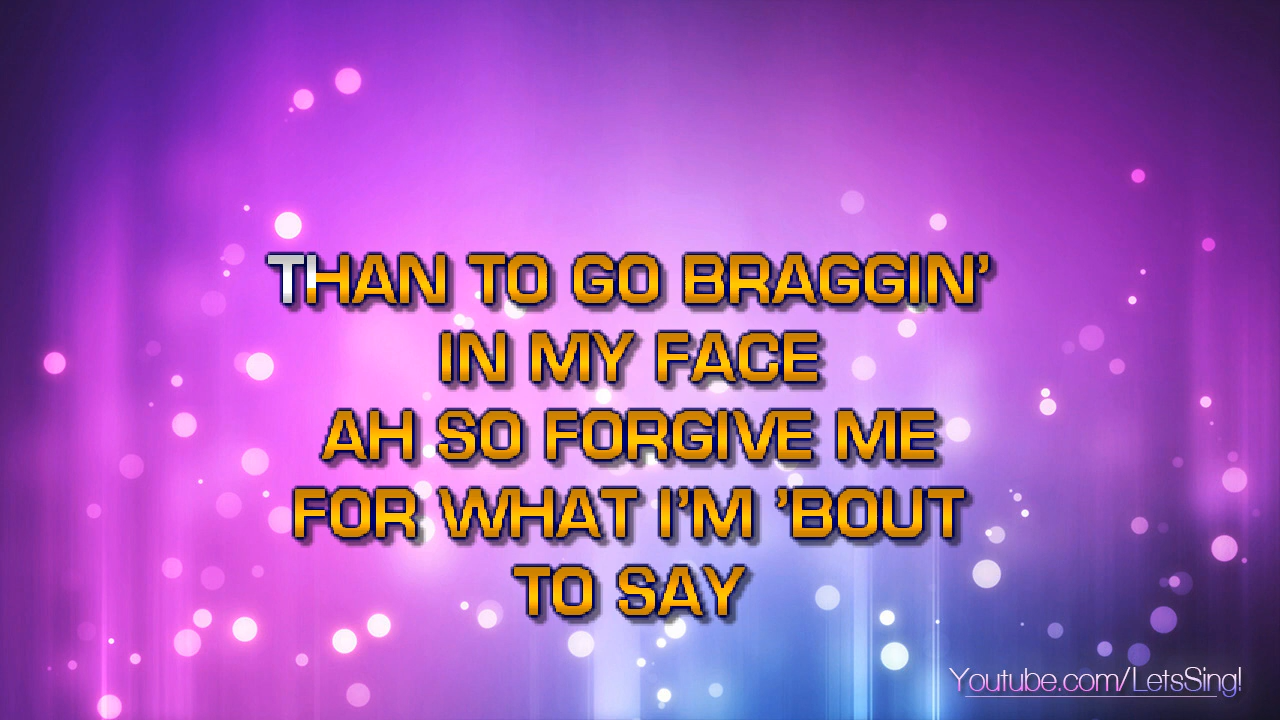 THAN TO GO BRAGGIN'
IN MY FACE
AH SO FORGIVE ME
FOR WHAT I'M 'BOUT
TO SAY
Youtube.com/LetsSing!